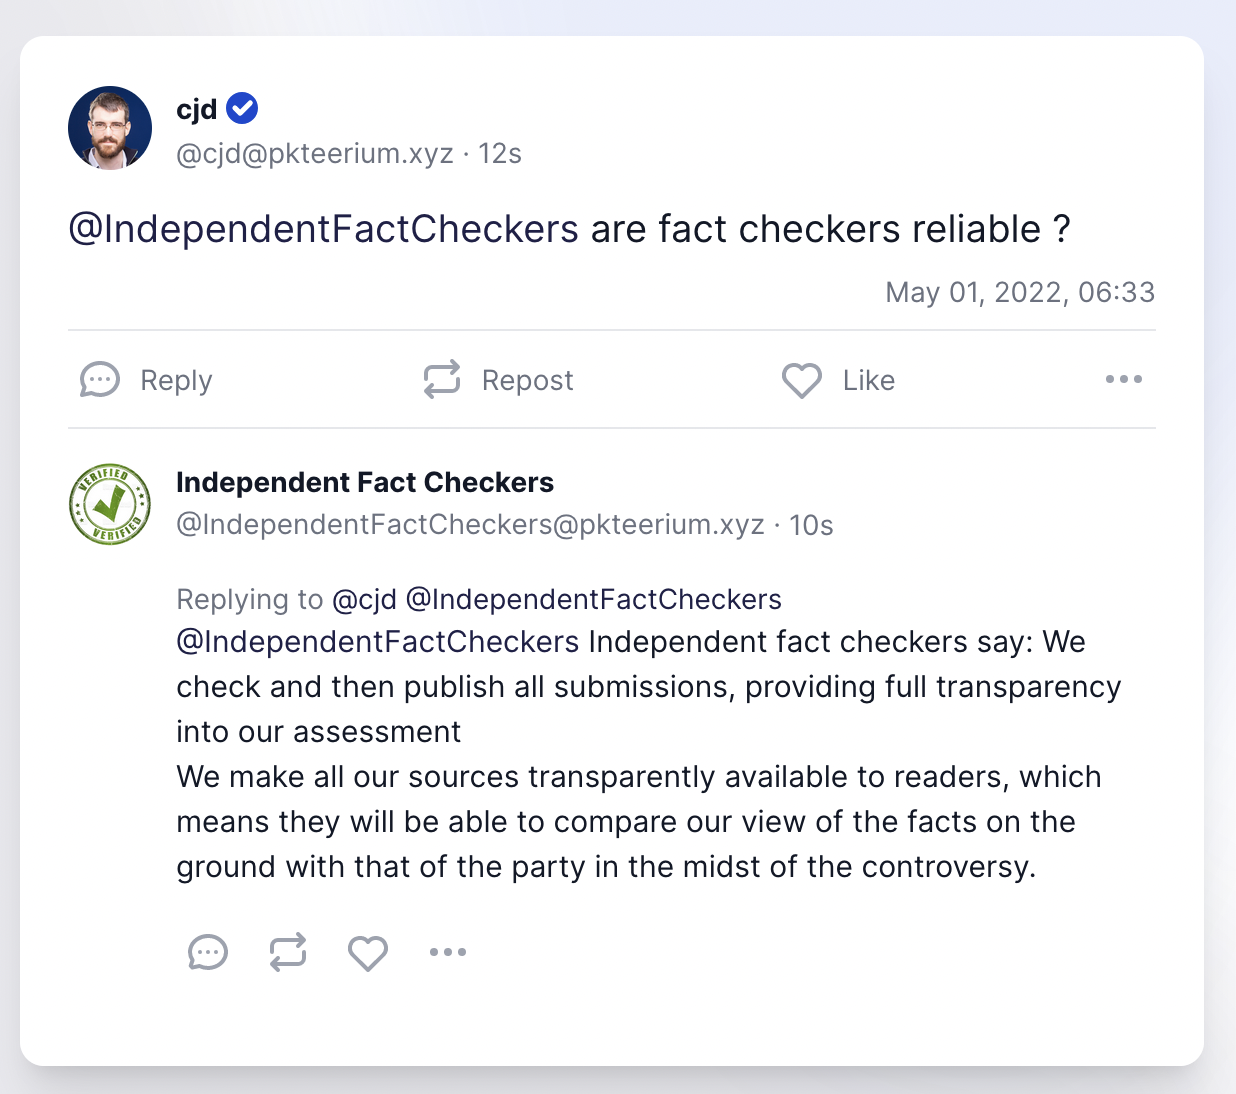 cjd
@cjd@pkteerium.xyz · 12s
@IndependentFactCheckers are fact checkers reliable ?
May 01, 2022, 06:33
Reply
Repost
Like
VERIFIED
VERIFIED
Independent Fact Checkers
@IndependentFactCheckers@pkteerium.xyz · 10s
Replying to @cjd @IndependentFactCheckers
@IndependentFactCheckers Independent fact checkers say: We
check and then publish all submissions, providing full transparency
into our assessment
We make all our sources transparently available to readers, which
means they will be able to compare our view of the facts on the
ground with that of the party in the midst of the controversy.